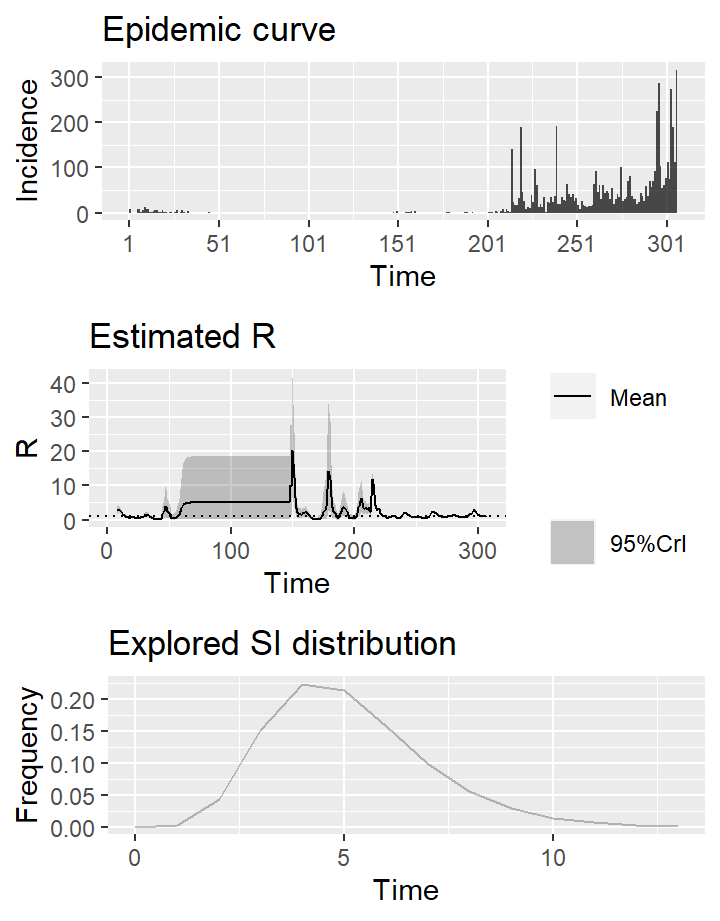 Epidemic curve
Incidence
300
200
100
0
1 51 101 151 201 251 301
Time
Estimated R
R
40
30
20
10
0
0 100 200 300
Time
Mean
95%CrI
Explored SI distribution
Frequency
0.20
0.15
0.10
0.05
0.00
0 5 10
Time